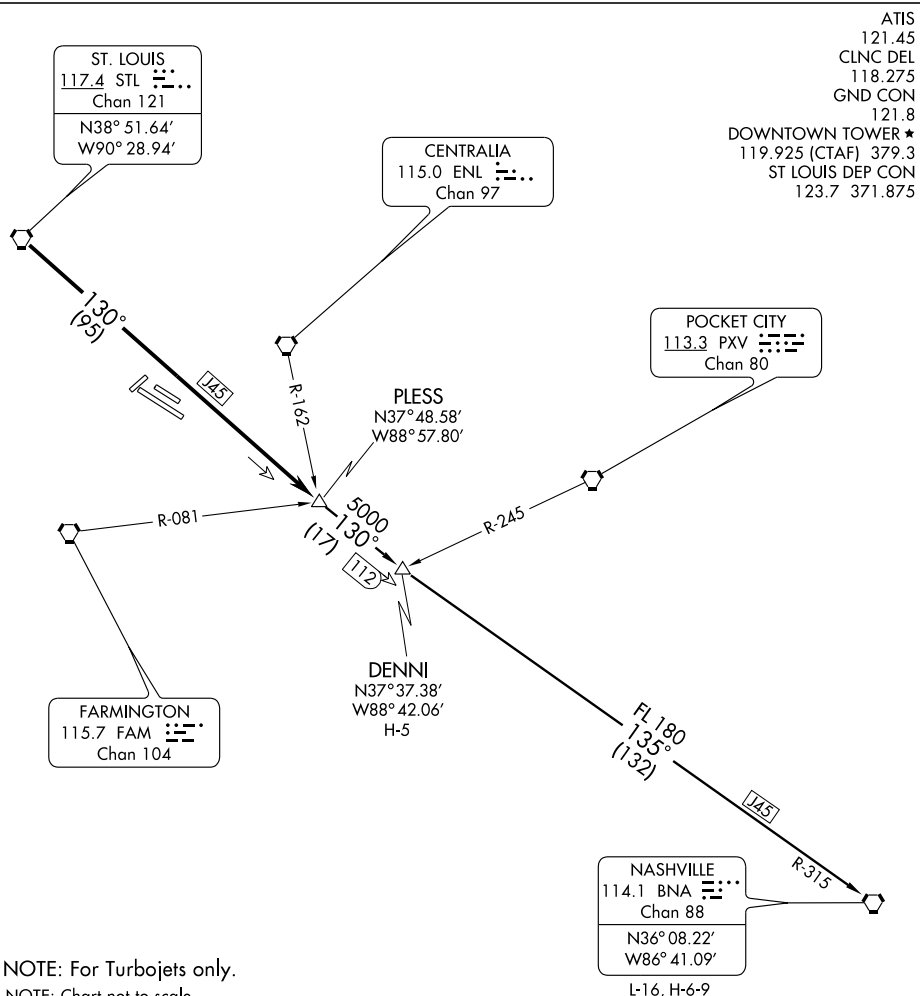 ATIS
121.45
CLNC DEL
118.275
GND CON
121.8
DOWNTOWN TOWER ★
119.925 (CTAF) 379.3
ST LOUIS DEP CON
123.7 371.875
ST. LOUIS
117.4 STL
Chan 121
N38° 51.64′
W90° 28.94′
CENTRALIA
115.0 ENL
Chan 97
130°
(95)
J45
R-162
PLESS
N37° 48.58′
W88° 57.80′
POCKET CITY
113.3 PXV
Chan 80
R-081
5000
130°
(17)
112
R-245
DENNI
N37° 37.38′
W88° 42.06′
H-5
FARMINGTON
115.7 FAM
Chan 104
FL 180
135°
(132)
J45
R-315
NASHVILLE
114.1 BNA
Chan 88
N36° 08.22′
W86° 41.09′
L-16, H-6-9
NOTE: For Turbojets only.
NOTE: Chart not to scale